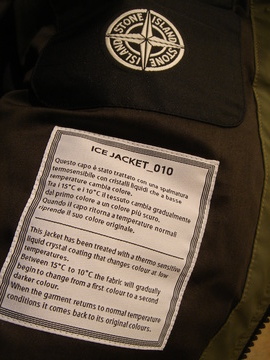 STONE ISLAND
STONE ISLAND
ICE JACKET_010
Questo capo è stato trattato con una spalmatura
termosensibile con cristalli liquidi che a basse
temperature cambia colore.
Tra i 15°C e i 10°C il tessuto cambia gradualmente
dal primo colore a un colore più scuro.
Quando il capo ritorna a temperature normali
riprende il suo colore originale.
This jacket has been treated with a thermo sensitive
liquid crystal coating that changes colour at low
temperatures.
Between 15°C to 10°C the fabric will gradually
begin to change from a first colour to a second
darker colour.
When the garment returns to normal temperature
conditions it comes back to its original colours.